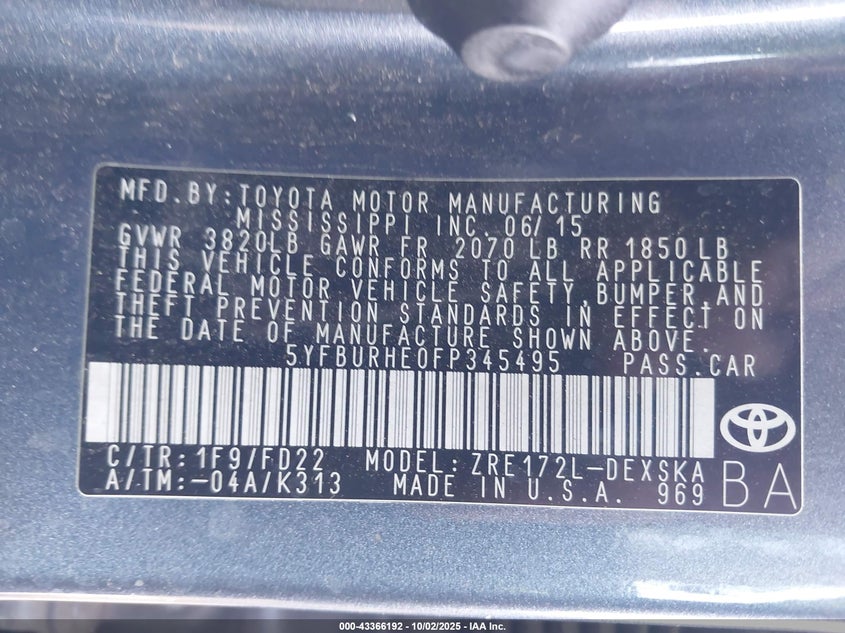 MFD.BY:TOYOTA MOTOR MANUFACTURING
MISSISSIPPI INC. 06/15
GVWR 3820LB GAWR FR 2070 LB RR 1850LB
THIS VEHICLE CONFORMS TO ALL APPLICABLE
FEDERAL MOTOR VEHICLE SAFETY,BUMPER,AND
THEFT PREVENTION STANDARDS IN EFFECT ON
THE DATE OF MANUFACTURE SHOWN ABOVE.
5YFBURHE0FP345495 PASS.CAR
C/TR:1F9/FD22 MODEL:ZRE172L-DEXSKA
A/TM:-04A/K313 MADE IN U.S.A. 969 BA
000-43366192 - 10/02/2025 - IAA Inc.